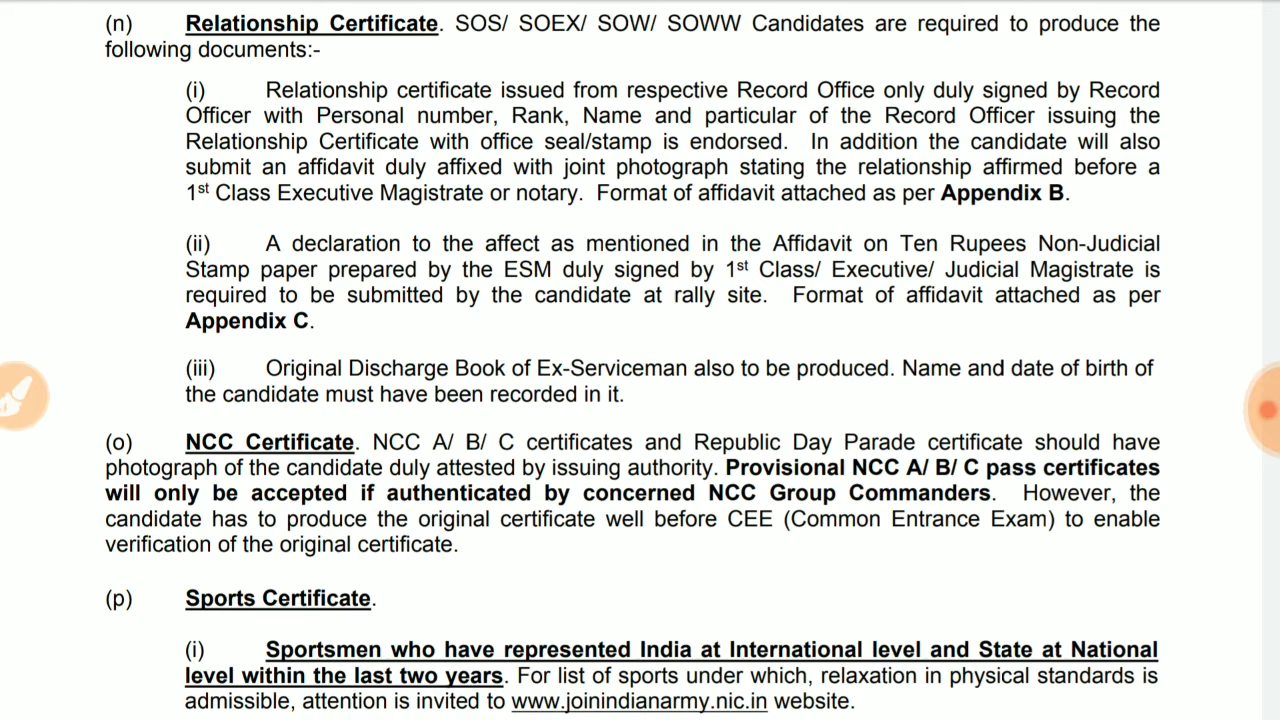 (n) Relationship Certificate. SOS/ SOEX/ SOW/ SOWW Candidates are required to produce the
following documents:-
(i) Relationship certificate issued from respective Record Office only duly signed by Record
Officer with Personal number, Rank, Name and particular of the Record Officer issuing the
Relationship Certificate with office seal/stamp is endorsed. In addition the candidate will also
submit an affidavit duly affixed with joint photograph stating the relationship affirmed before a
1st Class Executive Magistrate or notary. Format of affidavit attached as per Appendix B.
(ii) A declaration to the affect as mentioned in the Affidavit on Ten Rupees Non-Judicial
Stamp paper prepared by the ESM duly signed by 1st Class/ Executive/ Judicial Magistrate is
required to be submitted by the candidate at rally site. Format of affidavit attached as per
Appendix C.
(iii) Original Discharge Book of Ex-Serviceman also to be produced. Name and date of birth of
the candidate must have been recorded in it.
(o) NCC Certificate. NCC A/ B/ C certificates and Republic Day Parade certificate should have
photograph of the candidate duly attested by issuing authority. Provisional NCC A/ B/ C pass certificates
will only be accepted if authenticated by concerned NCC Group Commanders. However, the
candidate has to produce the original certificate well before CEE (Common Entrance Exam) to enable
verification of the original certificate.
(p) Sports Certificate.
(i) Sportsmen who have represented India at International level and State at National
level within the last two years. For list of sports under which, relaxation in physical standards is
admissible, attention is invited to www.joinindianarmy.nic.in website.